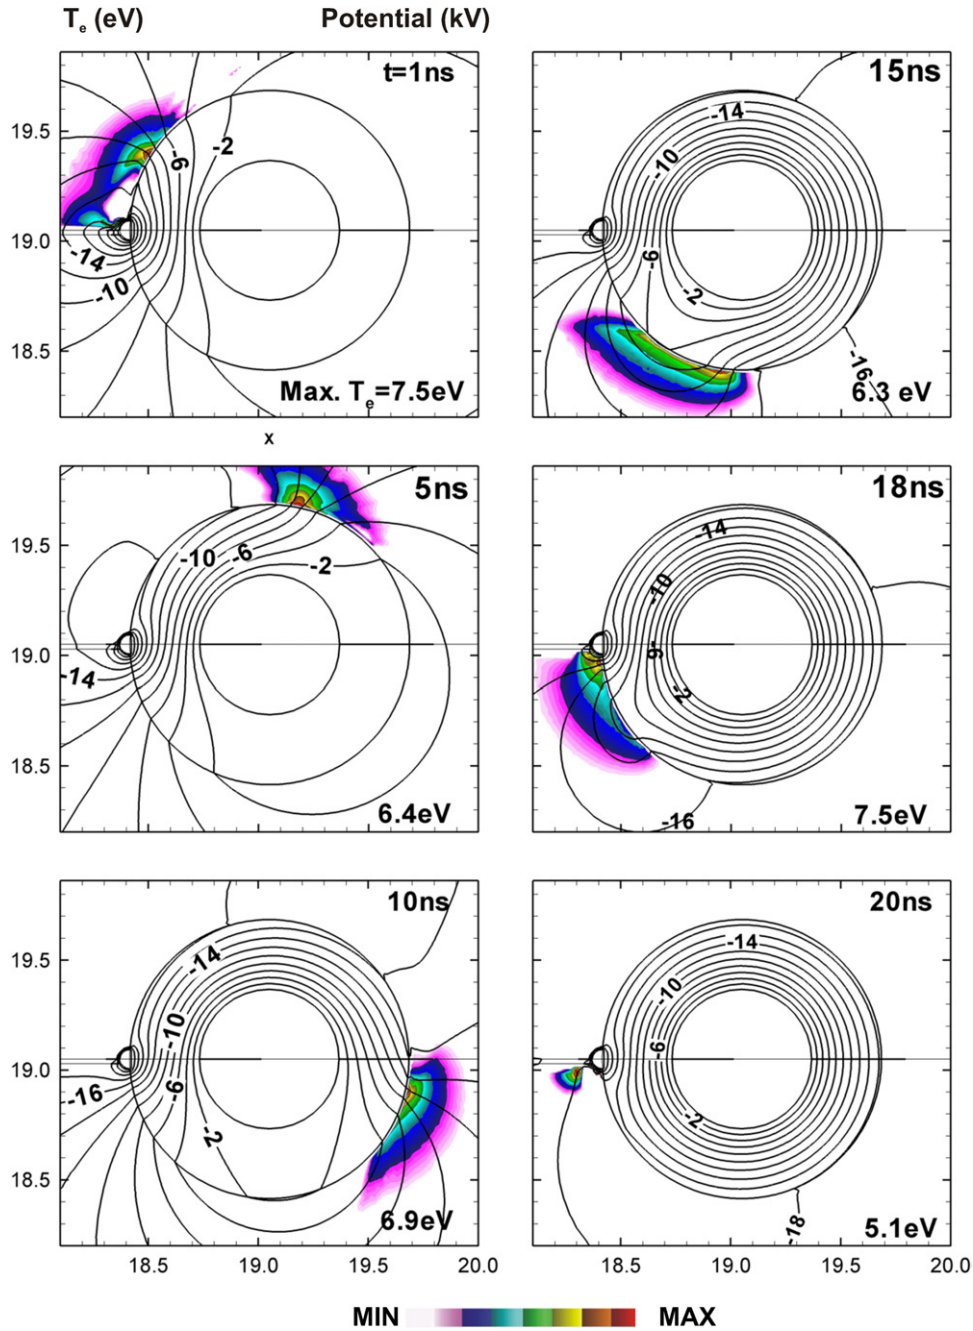 Te (eV)
Potential (kV)
t=1ns
19.5
-6
-2
19.0
-14
-10
18.5
Max. Te=7.5eV
x
15ns
-14
-10
-6
-2
-16
6.3 eV
5ns
19.5
-10
-6
-2
19.0
-14
18.5
6.4eV
18ns
-14
-10
-6
-2
-16
7.5eV
10ns
19.5
-14
-10
19.0
-16
-6
-2
18.5
6.9eV
18.5 19.0 19.5 20.0
20ns
-14
-10
-6
-2
-18
5.1eV
18.5 19.0 19.5 20.0
MIN MAX